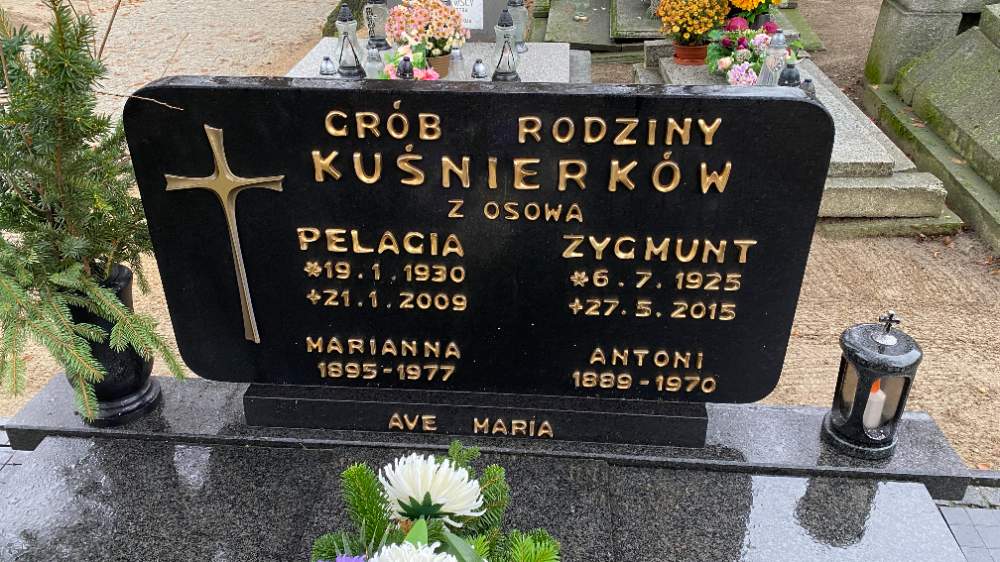 GRÓB RODZINY
KUŚNIERKÓW
Z OSOWA
PELAGIA
*19.1.1930
+21.1.2009
ZYGMUNT
*6.7.1925
+27.5.2015
MARIANNA
1895-1977
ANTONI
1889-1970
AVE MARIA